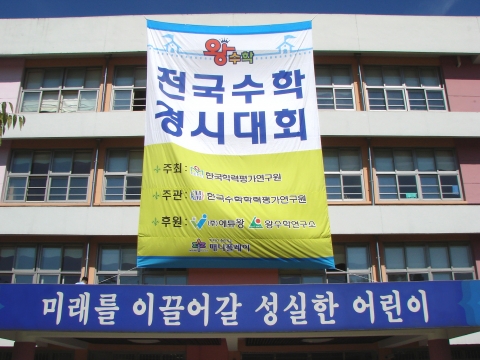 왕수학
전국수학
경시대회
주최: 한국학력평가연구원
주관: 한국수학학력평가연구원
후원: (주)에듀왕 왕수학연구소
미래를 이끌어갈 성실한 어린이